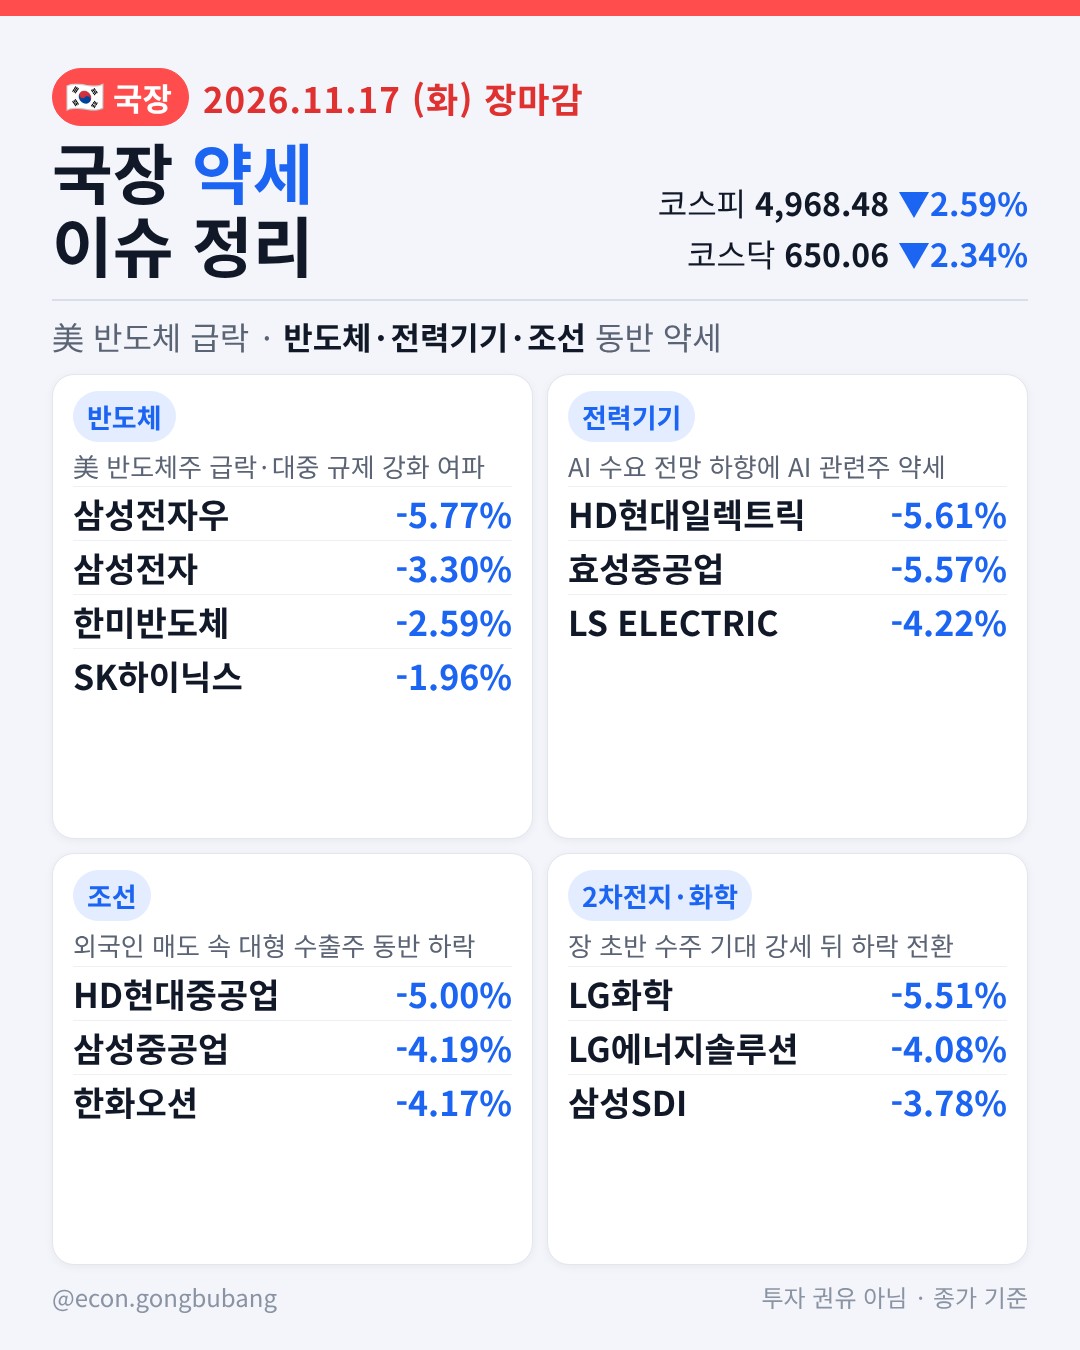 국장 2026.11.17 (화) 장마감
국장 약세
이슈 정리
코스피 4,968.48 ▼2.59%
코스닥 650.06 ▼2.34%
美 반도체 급락 · 반도체·전력기기·조선 동반 약세
반도체
美 반도체주 급락·대중 규제 강화 여파
삼성전자우 -5.77%
삼성전자 -3.30%
한미반도체 -2.59%
SK하이닉스 -1.96%
전력기기
AI 수요 전망 하향에 AI 관련주 약세
HD현대일렉트릭 -5.61%
효성중공업 -5.57%
LS ELECTRIC -4.22%
조선
외국인 매도 속 대형 수출주 동반 하락
HD현대중공업 -5.00%
삼성중공업 -4.19%
한화오션 -4.17%
2차전지·화학
장 초반 수주 기대 강세 뒤 하락 전환
LG화학 -5.51%
LG에너지솔루션 -4.08%
삼성SDI -3.78%
@econ.gongbubang
투자 권유 아님 · 종가 기준